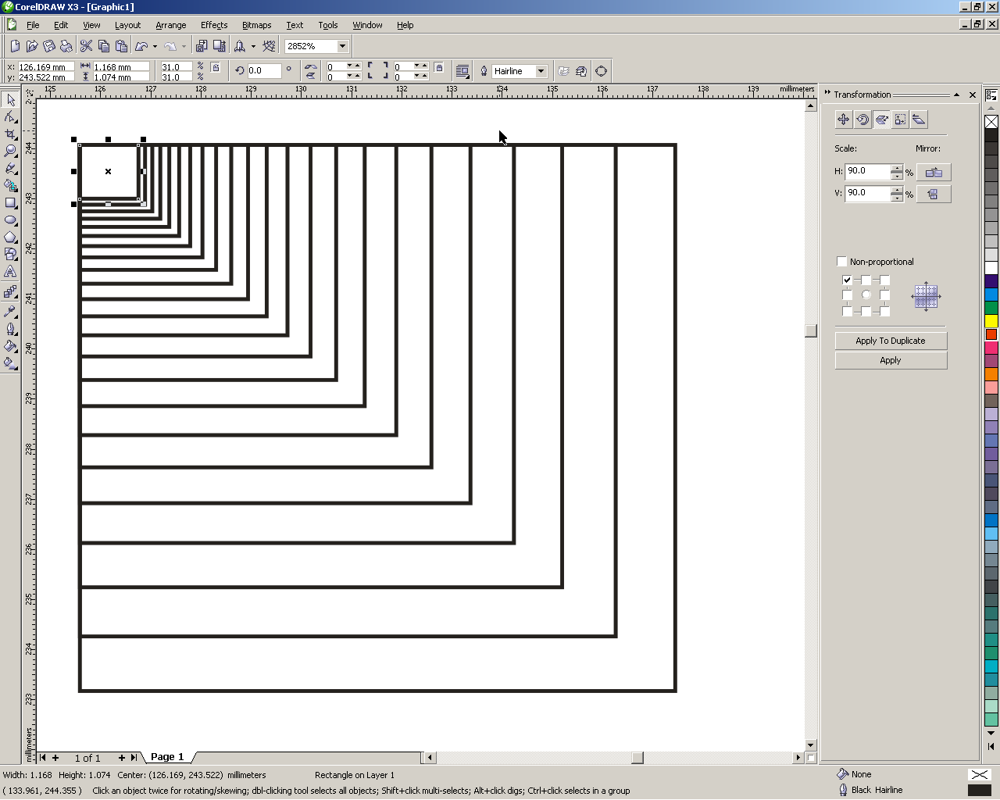 CorelDRAW X3 - [Graphic1]
File Edit View Layout Arrange Effects Bitmaps Text Tools Window Help
2852%
x: 126.169 mm 1.168 mm 31.0 % 0.0 ° 0 0 Hairline
y: 243.522 mm 1.074 mm 31.0 % 0 0
125 126 127 128 129 130 131 132 133 134 135 136 137 138 139 millimeters
244
243
242
241
240
239
238
237
236
235
234
233
millimeters
Transformation
Scale: Mirror:
H: 90.0 %
V: 90.0 %
Non-proportional
Apply To Duplicate
Apply
1 of 1 Page 1
Width: 1.168 Height: 1.074 Center: (126.169, 243.522) millimeters Rectangle on Layer 1 None
( 133.961, 244.355 ) Click an object twice for rotating/skewing; dbl-clicking tool selects all objects; Shift+click multi-selects; Alt+click digs; Ctrl+click selects in a group Black Hairline